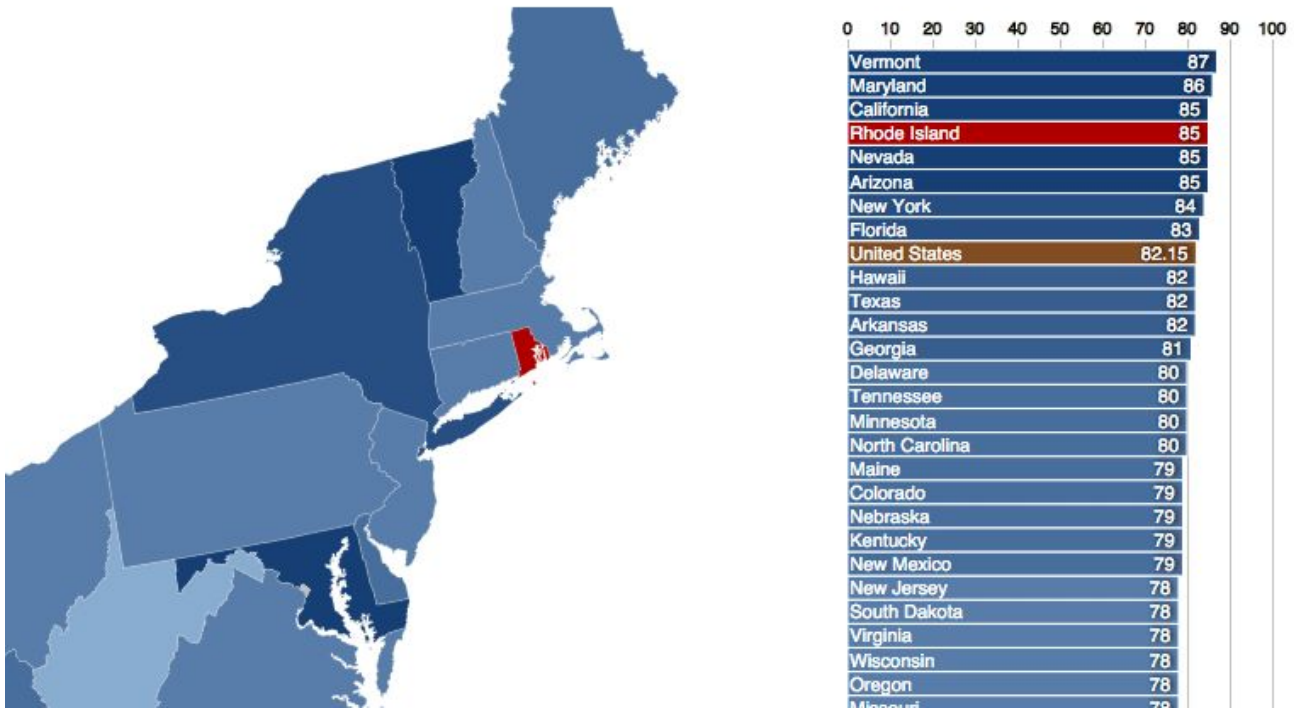 0 10 20 30 40 50 60 70 80 90 100
Vermont 87
Maryland 86
California 85
Rhode Island 85
Nevada 85
Arizona 85
New York 84
Florida 83
United States 82.15
Hawaii 82
Texas 82
Arkansas 82
Georgia 81
Delaware 80
Tennessee 80
Minnesota 80
North Carolina 80
Maine 79
Colorado 79
Nebraska 79
Kentucky 79
New Mexico 79
New Jersey 78
South Dakota 78
Virginia 78
Wisconsin 78
Oregon 78
Missouri 78